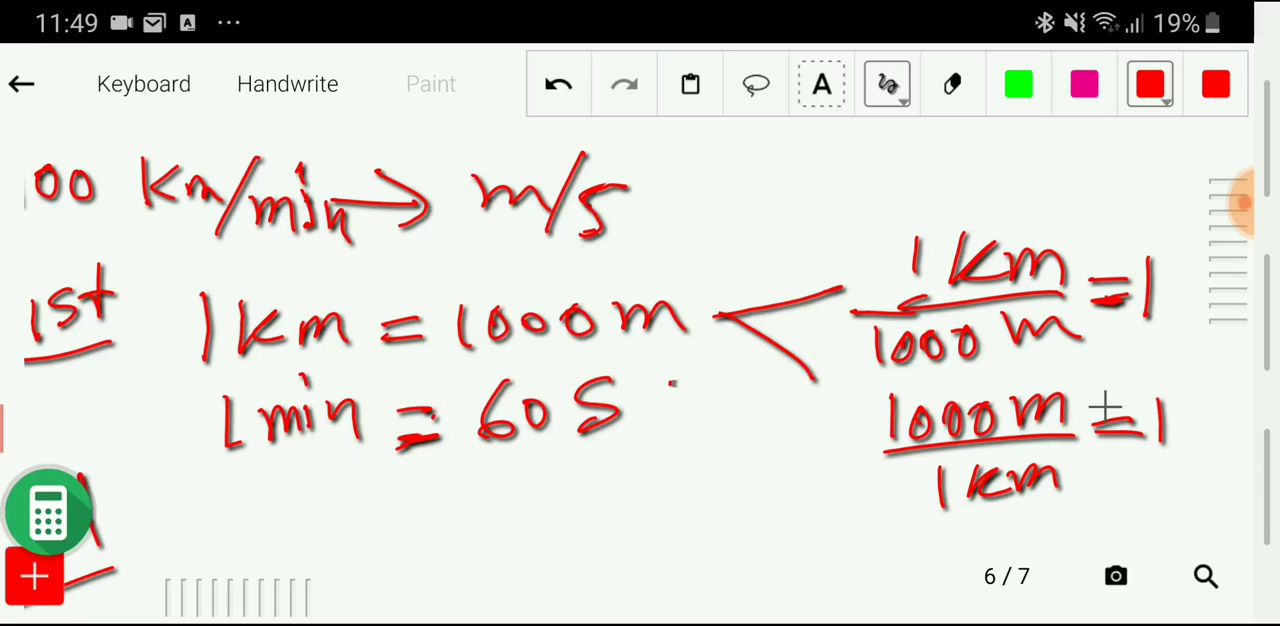 11:49 19%
Keyboard Handwrite Paint A
00 km/min → m/s
1st 1 km = 1000 m < 1 km/1000 m = 1
1 min = 60 S 1000 m/1 km = 1
6 / 7